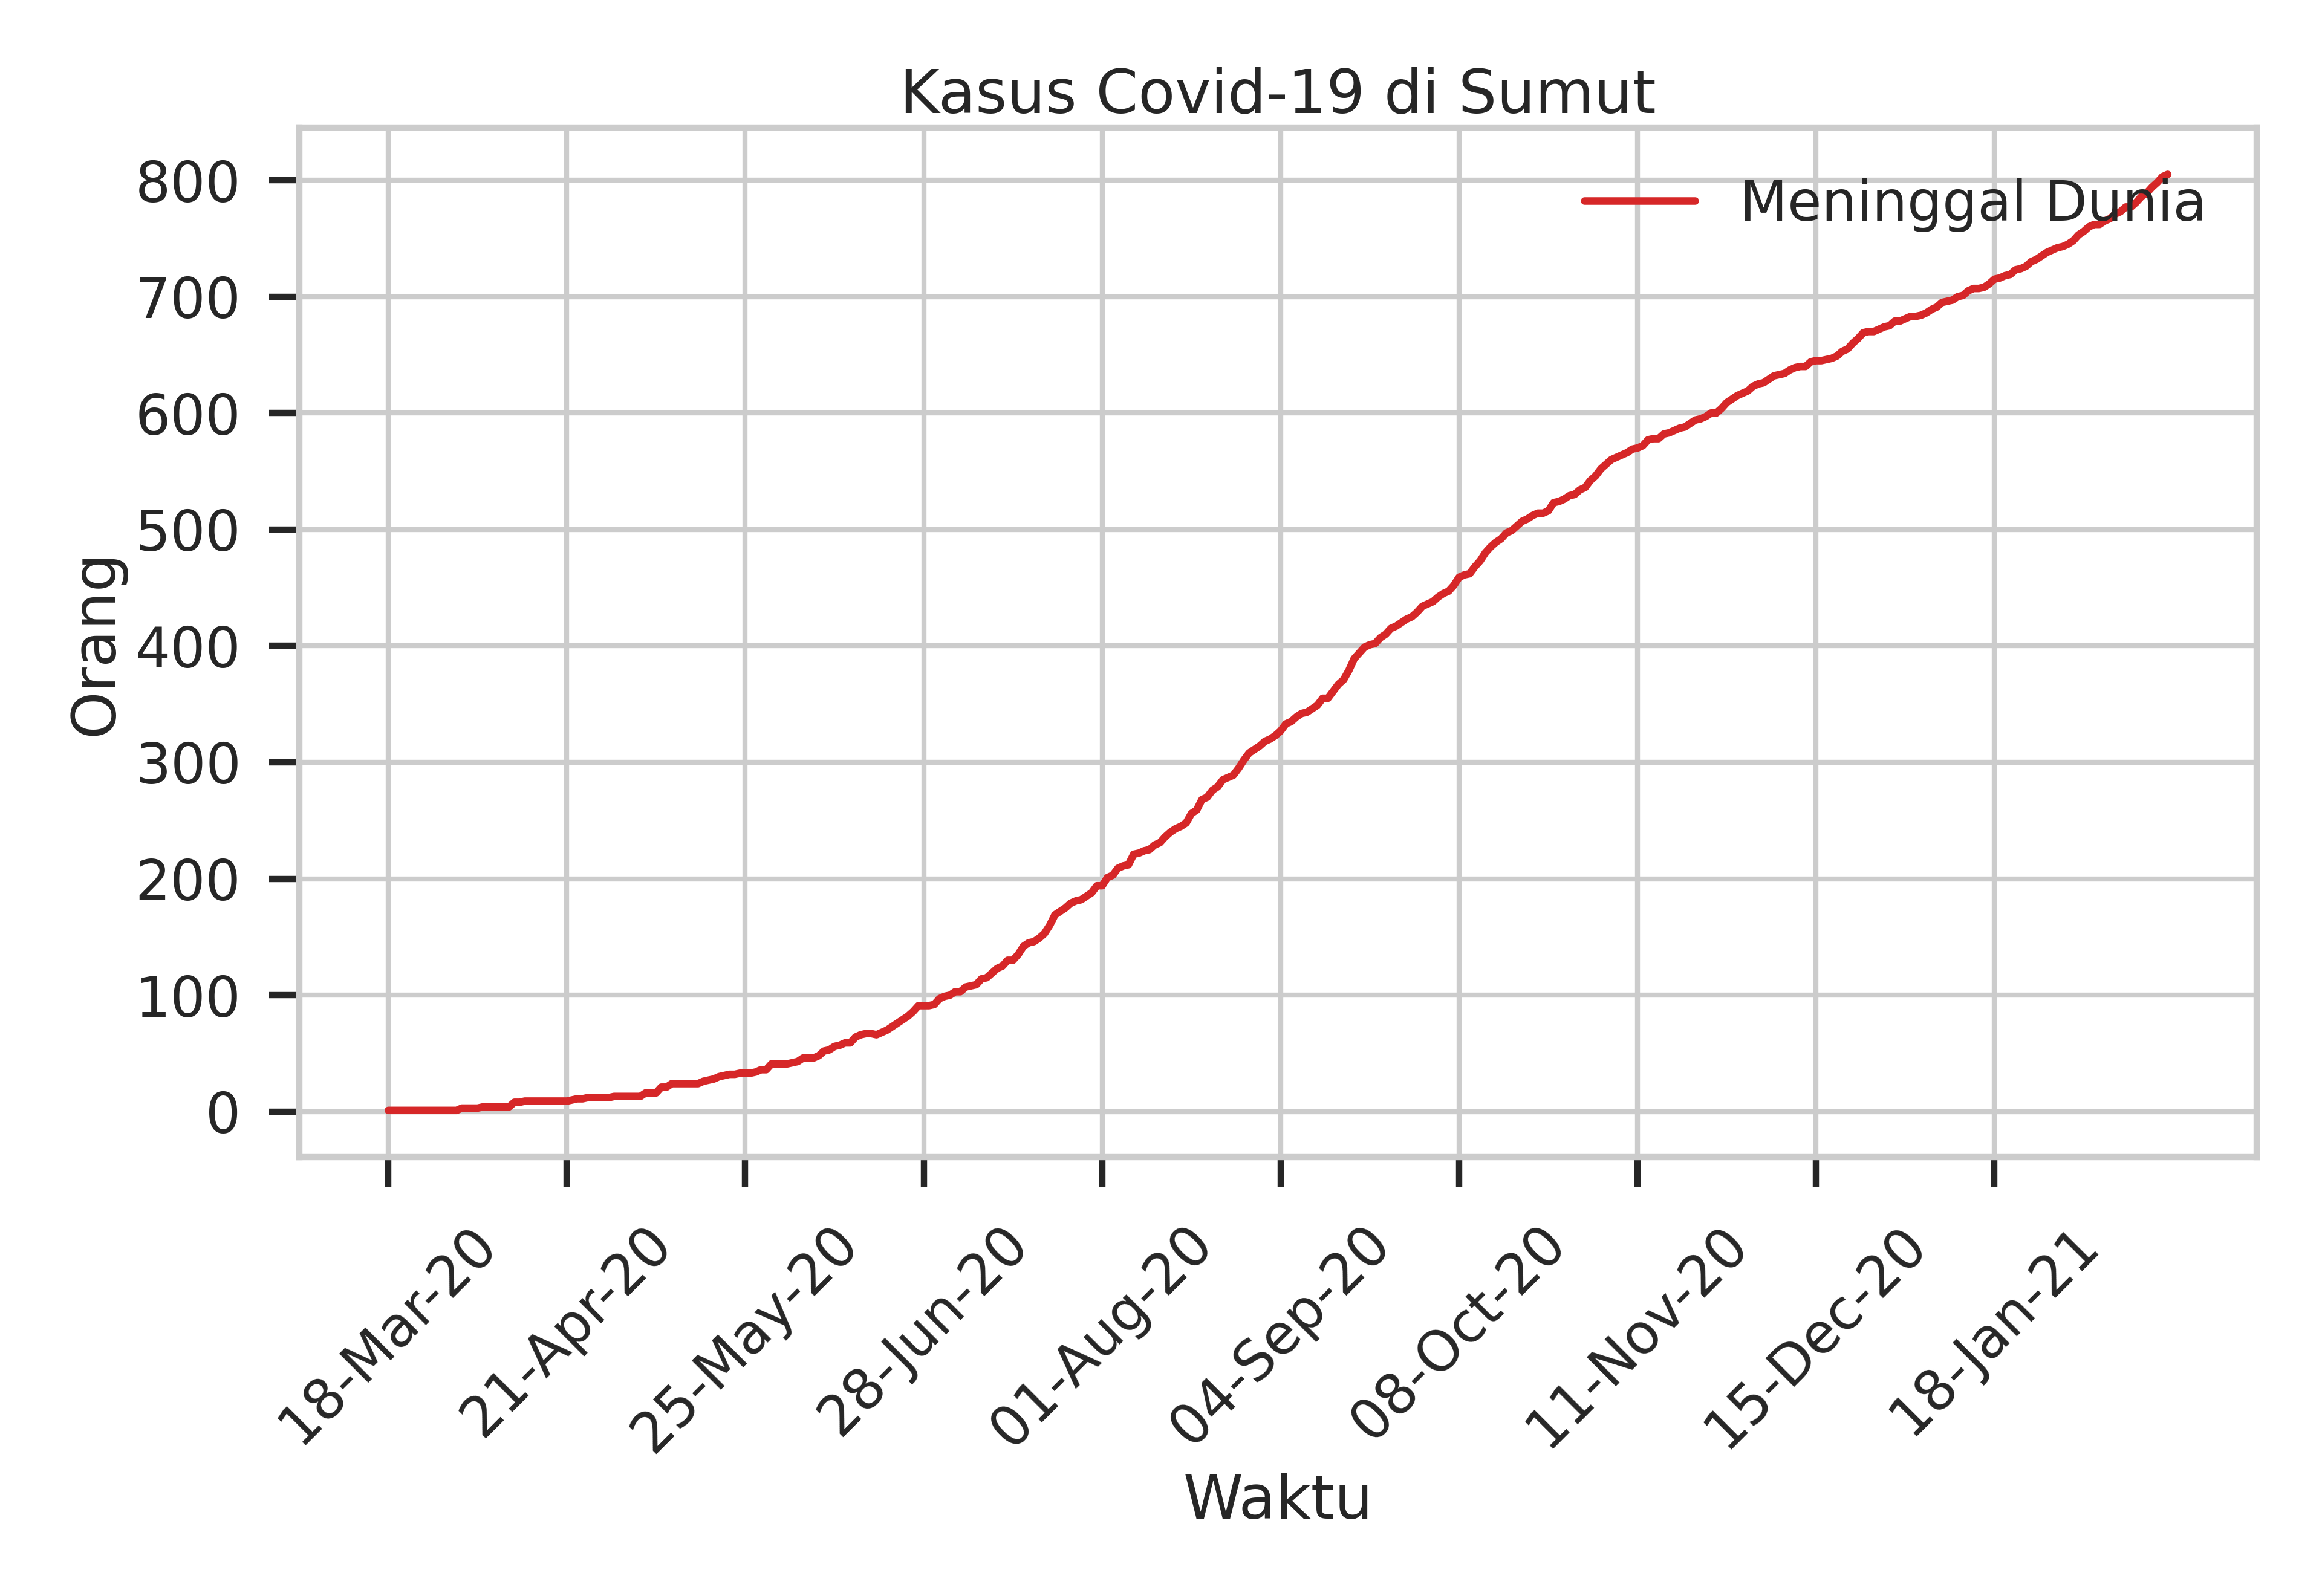 Kasus Covid-19 di Sumut
Meninggal Dunia
Orang
800
700
600
500
400
300
200
100
0
18-Mar-20
21-Apr-20
25-May-20
28-Jun-20
01-Aug-20
04-Sep-20
08-Oct-20
11-Nov-20
15-Dec-20
18-Jan-21
Waktu